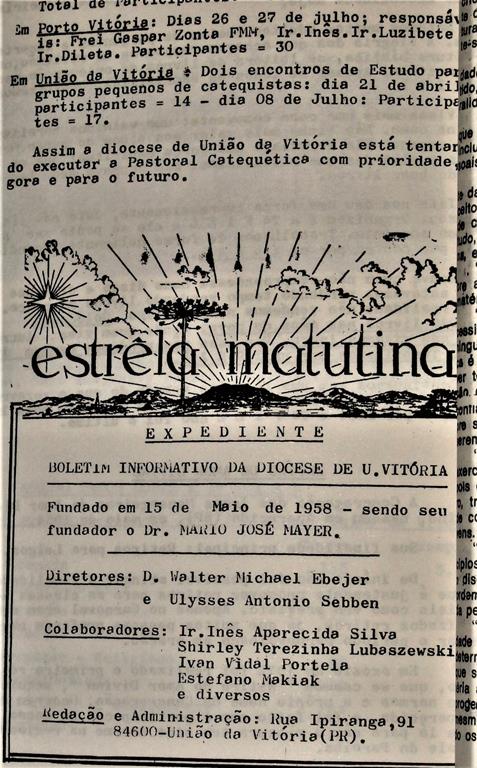 Total de Participantes
Em Porto Vitória: Dias 26 e 27 de julho; responsáv
is: Frei Gaspar Zonta FMM, Ir.Inês.Ir.Luzibete
Ir.Dileta. Participantes = 30
Em União da Vitória # Dois encontros de Estudo par
grupos pequenos de catequistas: dia 21 de abril
participantes = 14 - dia 08 de Julho: Participa
tes = 17.
Assim a diocese de União da Vitória está tentan
do executar a Pastoral Catequética com prioridade
gora e para o futuro.
estrêla matutina
EXPEDIENTE
BOLETIM INFORMATIVO DA DIOCESE DE U.VITÓRIA
Fundado em 15 de Maio de 1958 - sendo seu
fundador o Dr. MARIO JOSÉ MAYER.
Diretores: D. Walter Michael Ebejer
e Ulysses Antonio Sebben
Colaboradores: Ir.Inês Aparecida Silva
Shirley Terezinha Lubaszewski
Ivan Vidal Portela
Estefano Makiak
e diversos
Redação e Administração: Rua Ipiranga,91
84600-União da Vitória(PR).